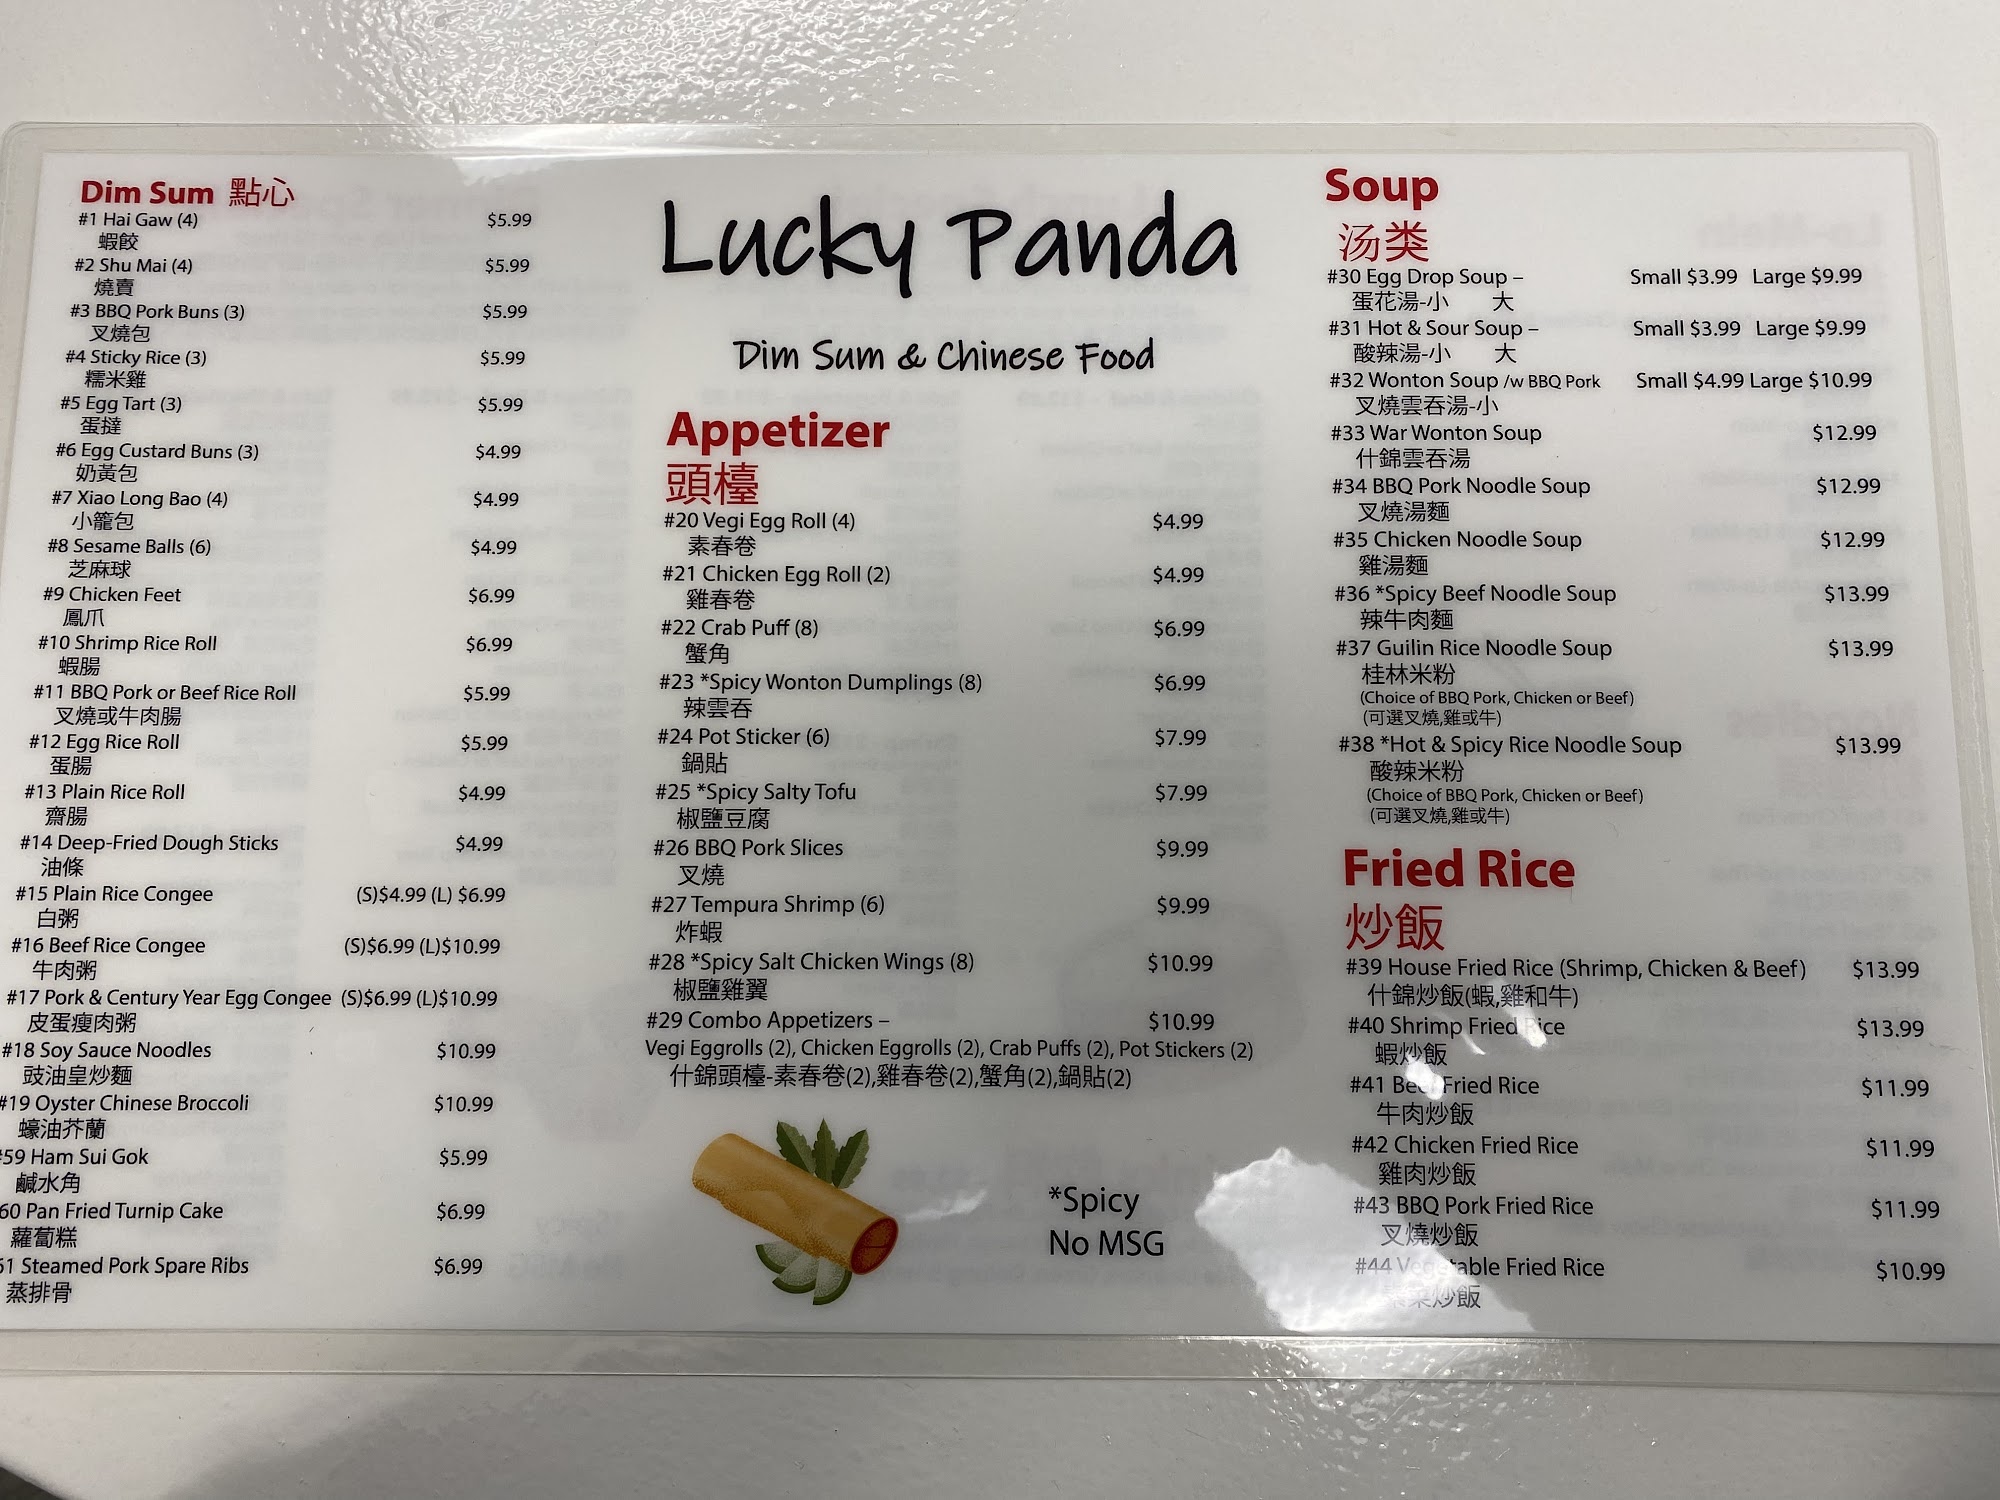 Dim Sum 點心
#1 Hai Gaw (4) $5.99
蝦餃
#2 Shu Mai (4) $5.99
燒賣
#3 BBQ Pork Buns (3) $5.99
叉燒包
#4 Sticky Rice (3) $5.99
糯米雞
#5 Egg Tart (3) $5.99
蛋撻
#6 Egg Custard Buns (3) $4.99
奶黃包
#7 Xiao Long Bao (4) $4.99
小籠包
#8 Sesame Balls (6) $4.99
芝麻球
#9 Chicken Feet $6.99
鳳爪
#10 Shrimp Rice Roll $6.99
蝦腸
#11 BBQ Pork or Beef Rice Roll $5.99
叉燒或牛肉腸
#12 Egg Rice Roll $5.99
蛋腸
#13 Plain Rice Roll $4.99
齋腸
#14 Deep-Fried Dough Sticks $4.99
油條
#15 Plain Rice Congee (S)$4.99 (L) $6.99
白粥
#16 Beef Rice Congee (S)$6.99 (L)$10.99
牛肉粥
#17 Pork & Century Year Egg Congee (S)$6.99 (L)$10.99
皮蛋瘦肉粥
#18 Soy Sauce Noodles $10.99
豉油皇炒麵
#19 Oyster Chinese Broccoli $10.99
蠔油芥蘭
#59 Ham Sui Gok $5.99
鹹水角
60 Pan Fried Turnip Cake $6.99
蘿蔔糕
61 Steamed Pork Spare Ribs $6.99
蒸排骨
Lucky Panda
Dim Sum & Chinese Food
Appetizer
頭檯
#20 Vegi Egg Roll (4) $4.99
素春卷
#21 Chicken Egg Roll (2) $4.99
雞春卷
#22 Crab Puff (8) $6.99
蟹角
#23 *Spicy Wonton Dumplings (8) $6.99
辣雲吞
#24 Pot Sticker (6) $7.99
鍋貼
#25 *Spicy Salty Tofu $7.99
椒鹽豆腐
#26 BBQ Pork Slices $9.99
叉燒
#27 Tempura Shrimp (6) $9.99
炸蝦
#28 *Spicy Salt Chicken Wings (8) $10.99
椒鹽雞翼
#29 Combo Appetizers – $10.99
Vegi Eggrolls (2), Chicken Eggrolls (2), Crab Puffs (2), Pot Stickers (2)
什錦頭檯-素春卷(2),雞春卷(2),蟹角(2),鍋貼(2)
*Spicy
No MSG
Soup
汤类
#30 Egg Drop Soup – Small $3.99 Large $9.99
蛋花湯-小 大
#31 Hot & Sour Soup – Small $3.99 Large $9.99
酸辣湯-小 大
#32 Wonton Soup /w BBQ Pork Small $4.99 Large $10.99
叉燒雲吞湯-小
#33 War Wonton Soup $12.99
什錦雲吞湯
#34 BBQ Pork Noodle Soup $12.99
叉燒湯麵
#35 Chicken Noodle Soup $12.99
雞湯麵
#36 *Spicy Beef Noodle Soup $13.99
辣牛肉麵
#37 Guilin Rice Noodle Soup $13.99
桂林米粉
(Choice of BBQ Pork, Chicken or Beef)
(可選叉燒,雞或牛)
#38 *Hot & Spicy Rice Noodle Soup $13.99
酸辣米粉
(Choice of BBQ Pork, Chicken or Beef)
(可選叉燒,雞或牛)
Fried Rice
炒飯
#39 House Fried Rice (Shrimp, Chicken & Beef) $13.99
什錦炒飯(蝦,雞和牛)
#40 Shrimp Fried Rice $13.99
蝦炒飯
#41 Beef Fried Rice $11.99
牛肉炒飯
#42 Chicken Fried Rice $11.99
雞肉炒飯
#43 BBQ Pork Fried Rice $11.99
叉燒炒飯
#44 Vegetable Fried Rice $10.99
炒飯